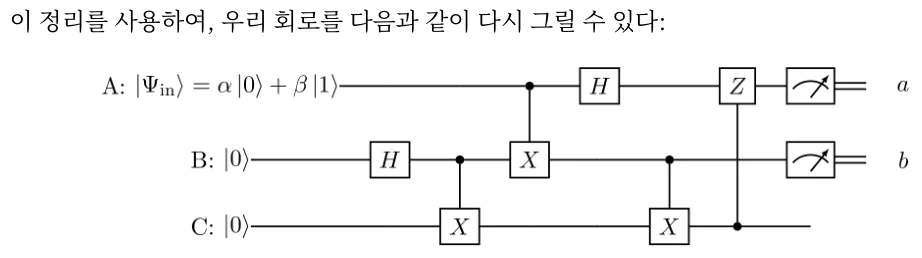 이 정리를 사용하여, 우리 회로를 다음과 같이 다시 그릴 수 있다:
A: |Ψin⟩ = α|0⟩ + β|1⟩ H Z a
B: |0⟩ H X b
C: |0⟩ X X